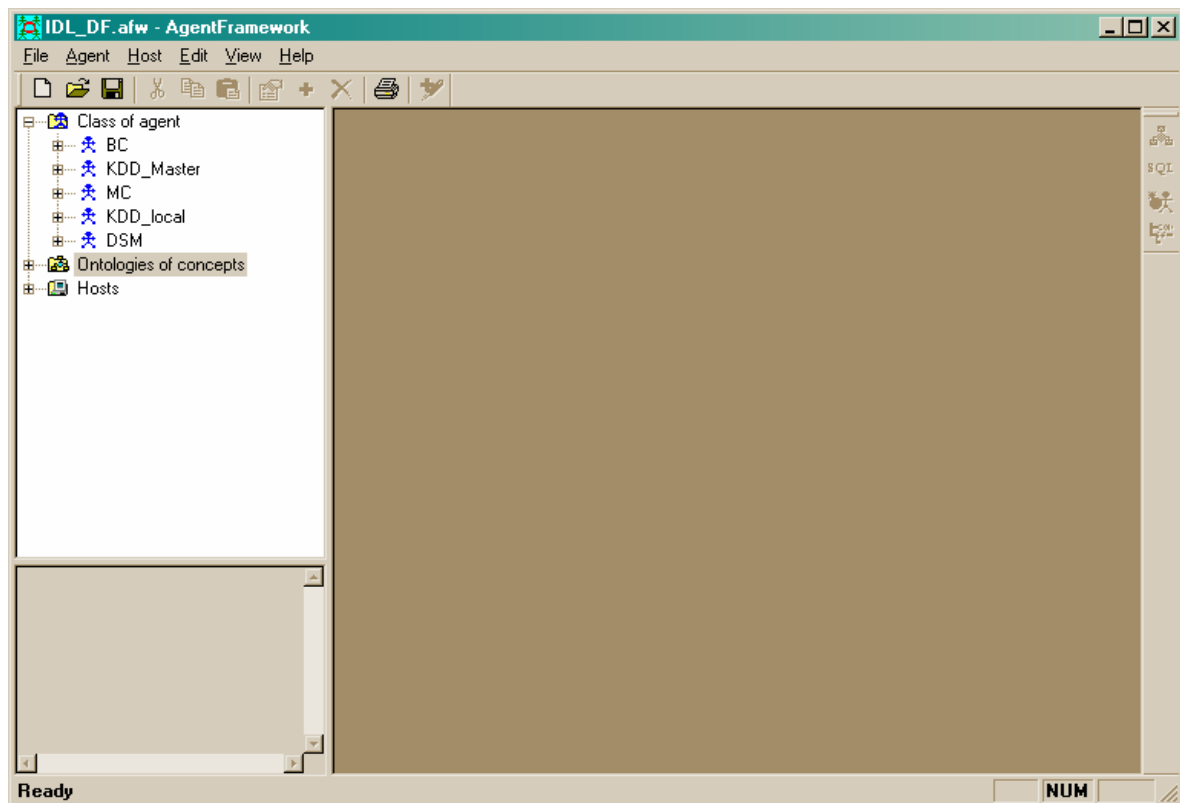 IDL_DF.afw - AgentFramework
File Agent Host Edit View Help
Class of agent
BC
KDD_Master
MC
KDD_local
DSM
Ontologies of concepts
Hosts
SQL
Ready
NUM